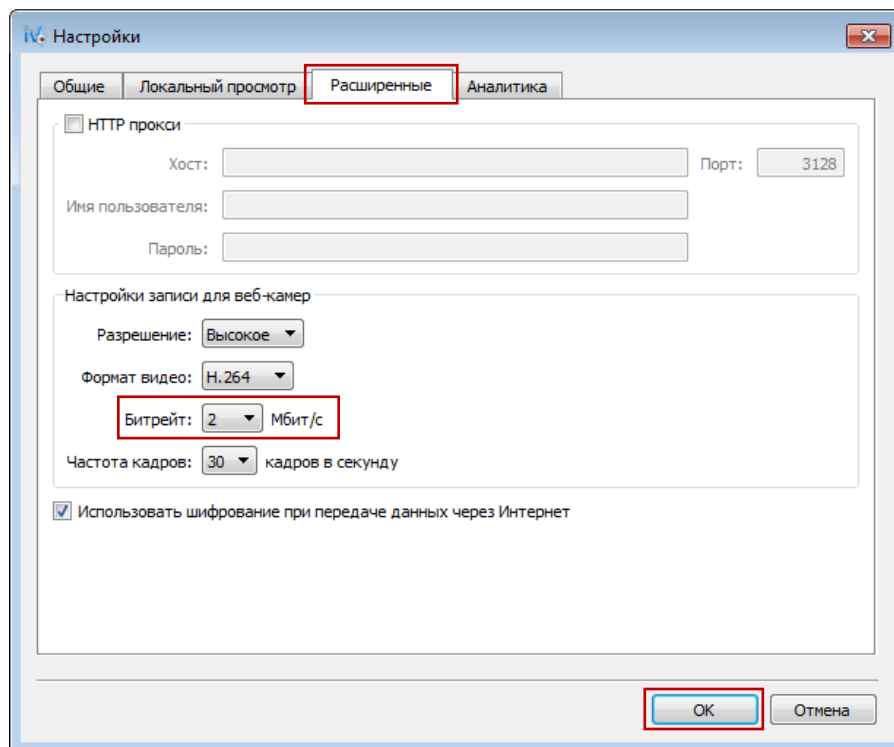 iV Настройки
Общие Локальный просмотр Расширенные Аналитика
HTTP прокси
Хост: Порт: 3128
Имя пользователя:
Пароль:
Настройки записи для веб-камер
Разрешение: Высокое
Формат видео: H.264
Битрейт: 2 Мбит/с
Частота кадров: 30 кадров в секунду
Использовать шифрование при передаче данных через Интернет
OK Отмена